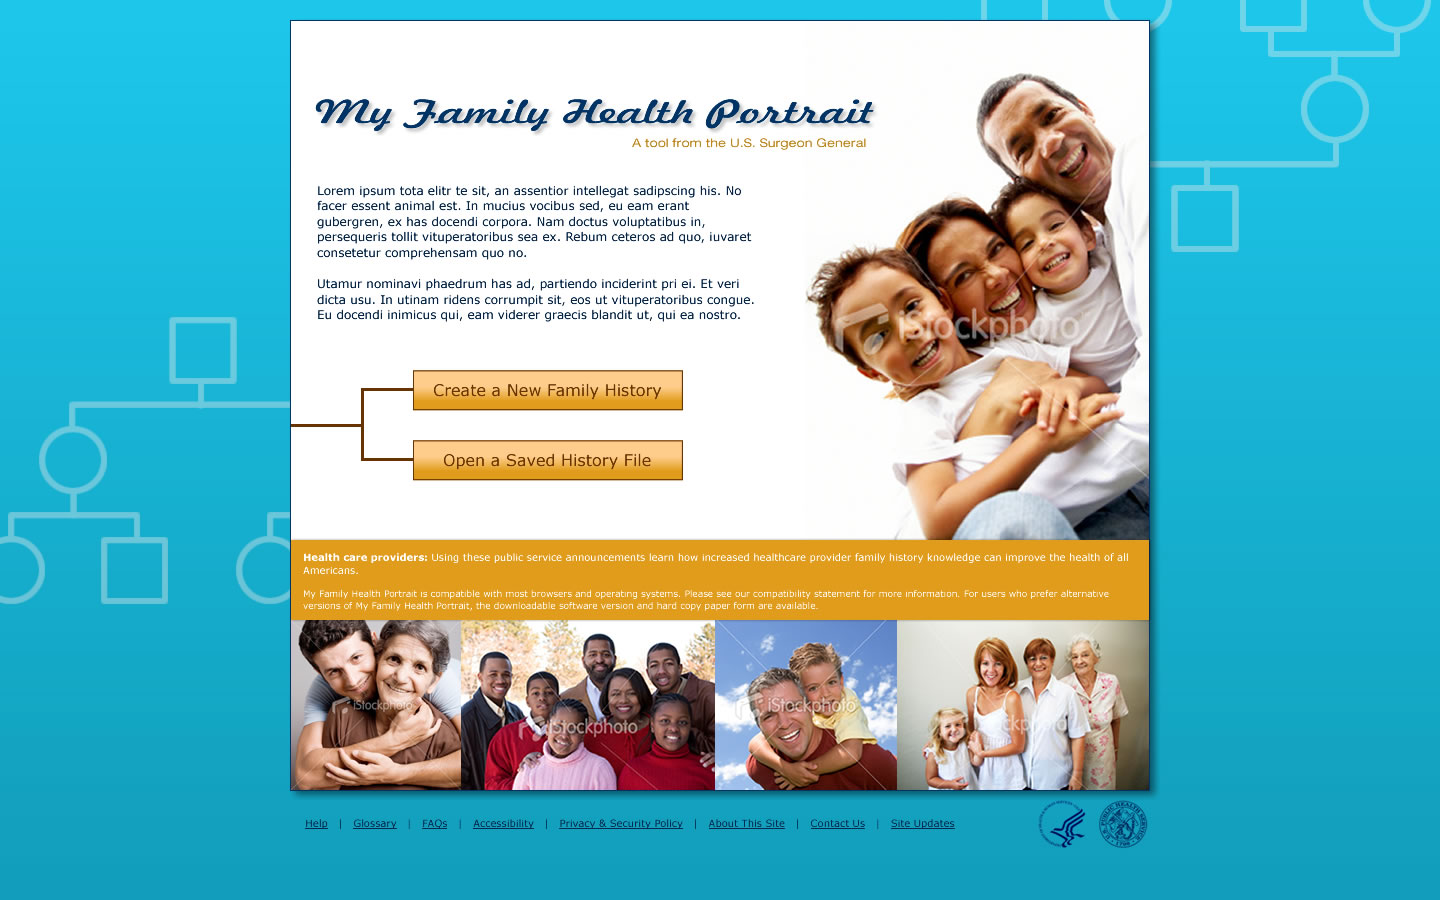 My Family Health Portrait
A tool from the U.S. Surgeon General
Lorem ipsum tota elitr te sit, an assentior intellegat sadipscing his. No
facer essent animal est. In mucius vocibus sed, eu eam erant
gubergren, ex has docendi corpora. Nam doctus voluptatibus in,
persequeris tollit vituperatoribus sea ex. Rebum ceteros ad quo, iuvaret
consetetur comprehensam quo no.
Utamur nominavi phaedrum has ad, partiendo inciderint pri ei. Et veri
dicta usu. In utinam ridens corrumpit sit, eos ut vituperatoribus congue.
Eu docendi inimicus qui, eam viderer graecis blandit ut, qui ea nostro.
iStockphoto
Create a New Family History
Open a Saved History File
Health care providers: Using these public service announcements learn how increased healthcare provider family history knowledge can improve the health of all
Americans.
My Family Health Portrait is compatible with most browsers and operating systems. Please see our compatibility statement for more information. For users who prefer alternative
versions of My Family Health Portrait, the downloadable software version and hard copy paper form are available.
iStockphoto
iStockphoto
iStockphoto
iStockphoto
Help | Glossary | FAQs | Accessibility | Privacy & Security Policy | About This Site | Contact Us | Site Updates